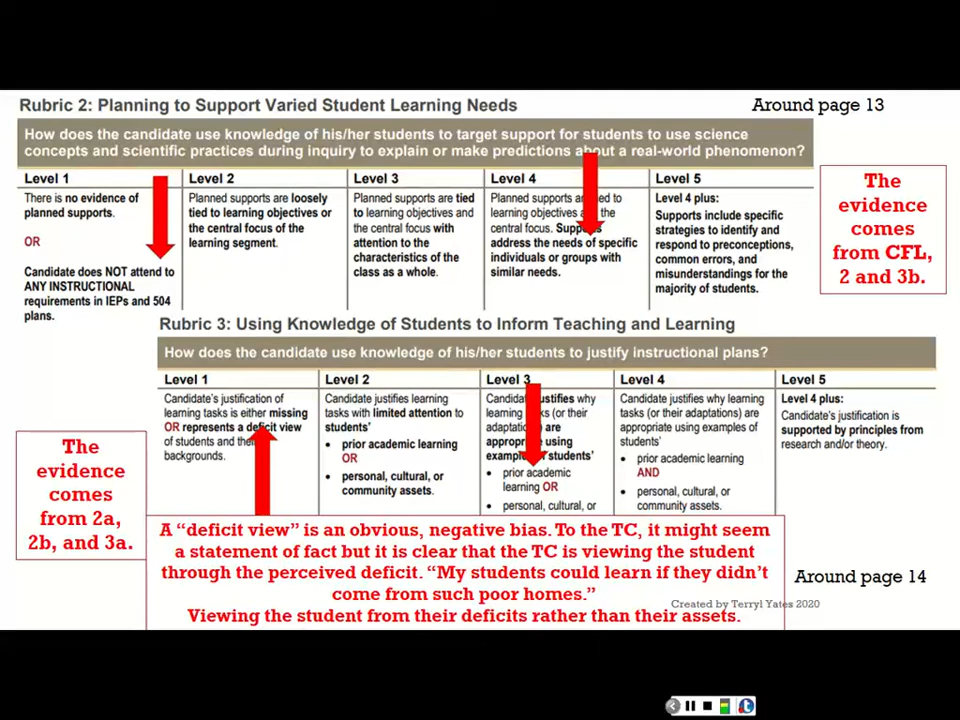 Rubric 2: Planning to Support Varied Student Learning Needs
Around page 13
How does the candidate use knowledge of his/her students to target support for students to use science
concepts and scientific practices during inquiry to explain or make predictions about a real-world phenomenon?
Level 1
There is no evidence of
planned supports.
OR
Candidate does NOT attend to
ANY INSTRUCTIONAL
requirements in IEPs and 504
plans.
Level 2
Planned supports are loosely
tied to learning objectives or
the central focus of the
learning segment.
Level 3
Planned supports are tied
to learning objectives and
the central focus with
attention to the
characteristics of the
class as a whole.
Level 4
Planned supports are to
learning objectives the
central focus. Supports
address the needs of specific
individuals or groups with
similar needs.
Level 5
Level 4 plus:
Supports include specific
strategies to identify and
respond to preconceptions,
common errors, and
misunderstandings for the
majority of students.
The
evidence
comes
from CFL,
2 and 3b.
Rubric 3: Using Knowledge of Students to Inform Teaching and Learning
How does the candidate use knowledge of his/her students to justify instructional plans?
Level 1
Candidate's justification of
learning tasks is either missing
OR represents a deficit view
of students and their
backgrounds.
Level 2
Candidate justifies learning
tasks with limited attention to
students'
• prior academic learning
OR
• personal, cultural, or
community assets.
Level 3
Candidate justifies why
learning tasks (or their
adaptations) are
appropriate using
examples of students'
• prior academic
learning OR
• personal, cultural, or
Level 4
Candidate justifies why learning
tasks (or their adaptations) are
appropriate using examples of
students'
• prior academic learning
AND
• personal, cultural, or
community assets.
Level 5
Level 4 plus:
Candidate's justification is
supported by principles from
research and/or theory.
The
evidence
comes
from 2a,
2b, and 3a.
A “deficit view” is an obvious, negative bias. To the TC, it might seem
a statement of fact but it is clear that the TC is viewing the student
through the perceived deficit. “My students could learn if they didn’t
come from such poor homes.”
Viewing the student from their deficits rather than their assets.
Around page 14
Created by Terryl Yates 2020